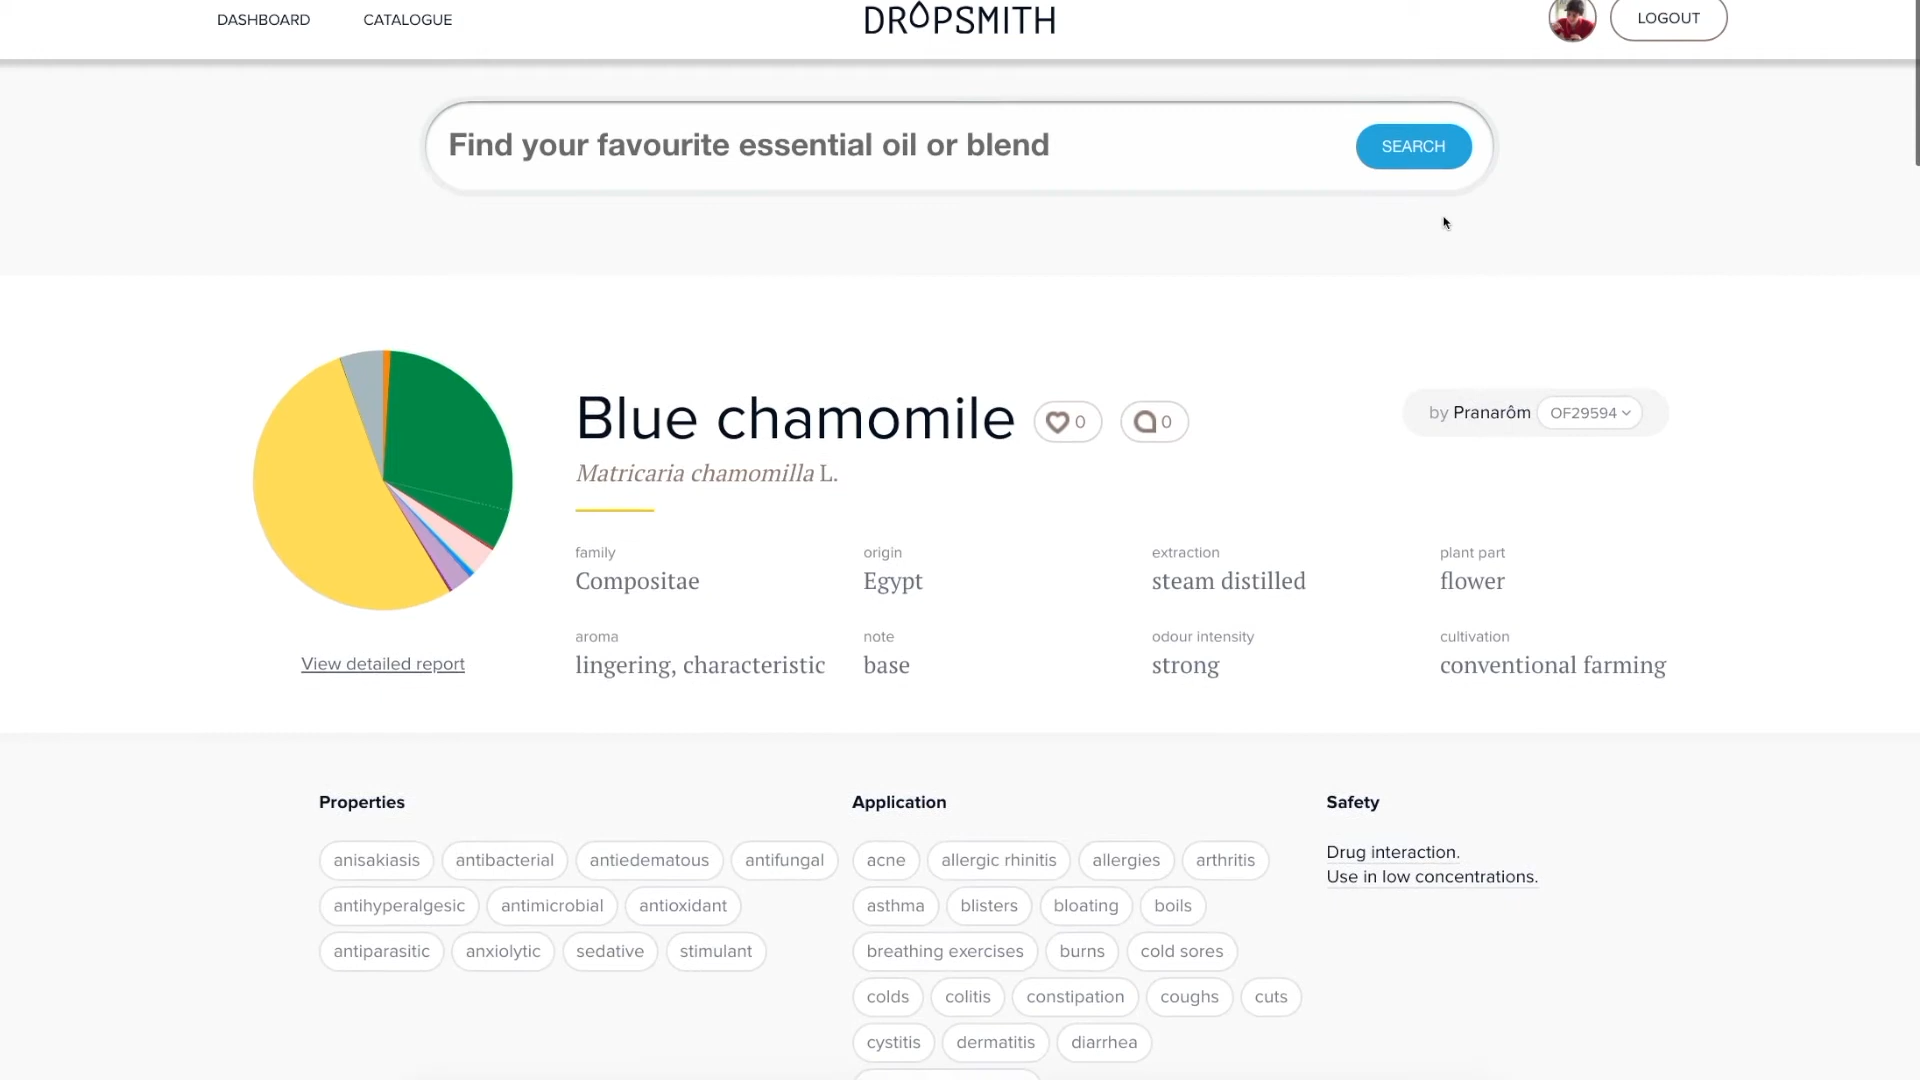 DASHBOARD CATALOGUE DROPSMITH LOGOUT
Find your favourite essential oil or blend SEARCH
Blue chamomile 0 0 by Pranarôm OF29594
Matricaria chamomilla L.
family origin extraction plant part
Compositae Egypt steam distilled flower
aroma note odour intensity cultivation
View detailed report lingering, characteristic base strong conventional farming
Properties
anisakiasis antibacterial antiedematous antifungal
antihyperalgesic antimicrobial antioxidant
antiparasitic anxiolytic sedative stimulant
Application
acne allergic rhinitis allergies arthritis
asthma blisters bloating boils
breathing exercises burns cold sores
colds colitis constipation coughs cuts
cystitis dermatitis diarrhea
Safety
Drug interaction.
Use in low concentrations.